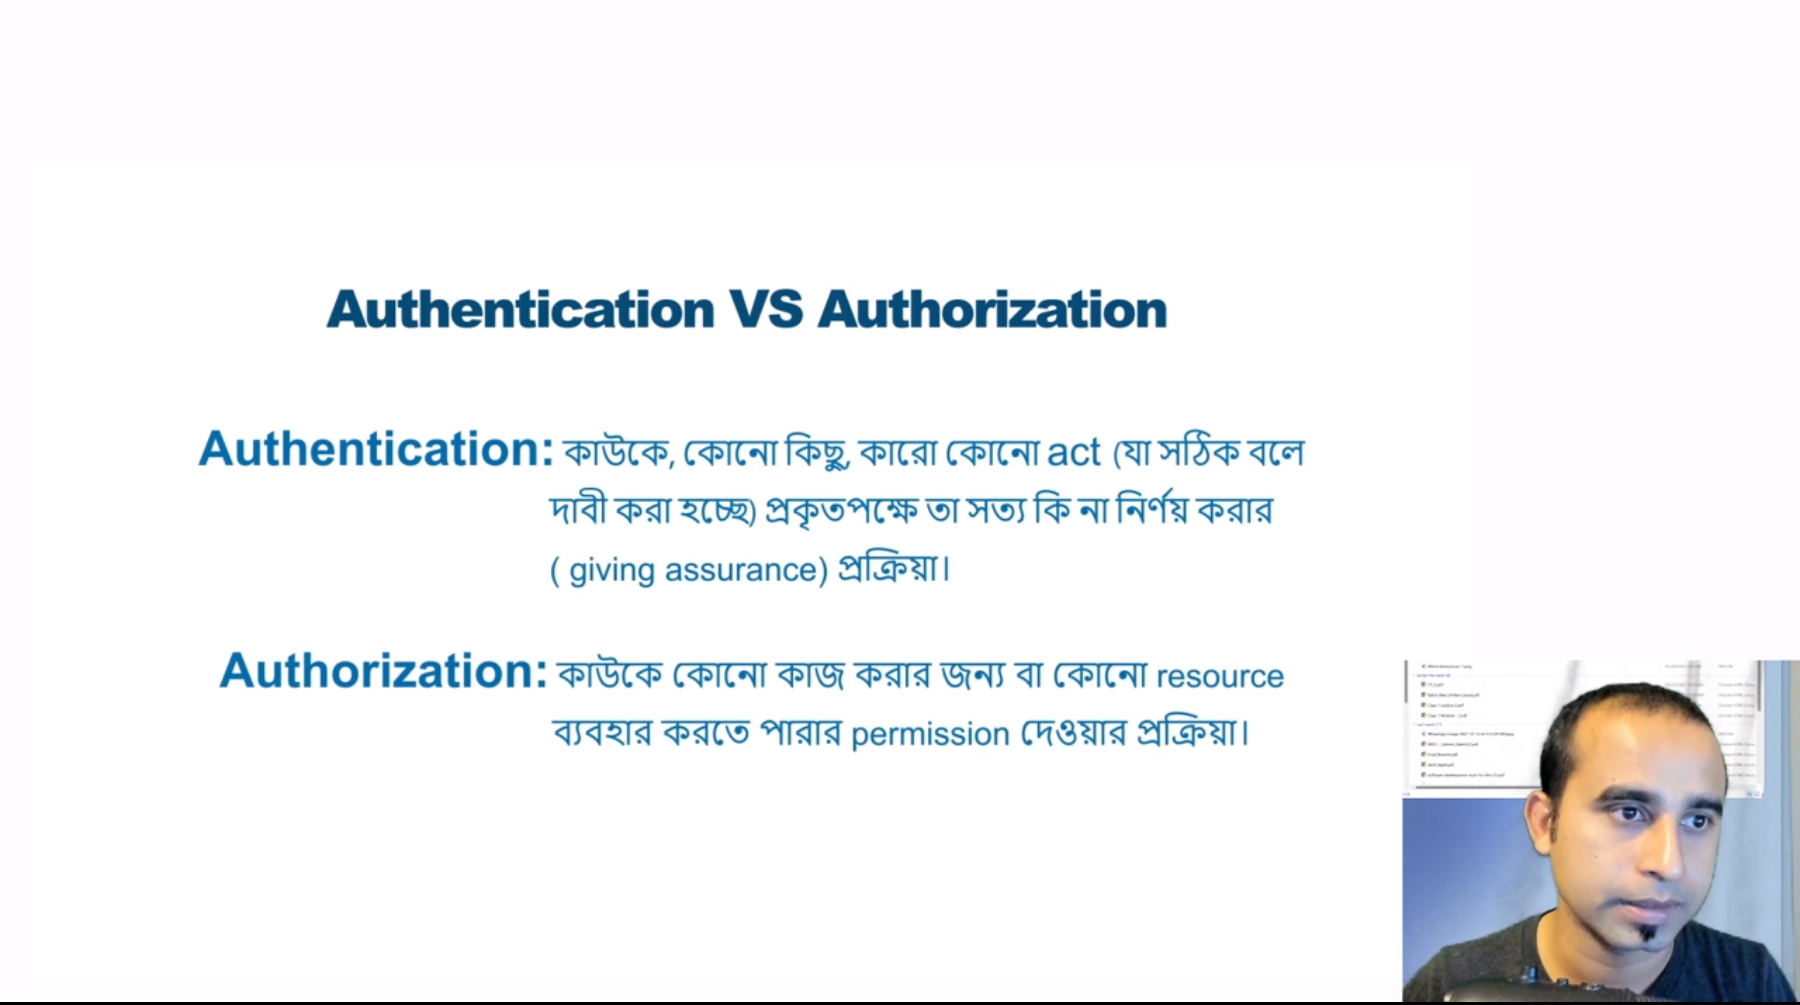 Authentication VS Authorization
Authentication: কাউকে, কোনো কিছু, কারো কোনো act (যা সঠিক বলে
দাবী করা হচ্ছে) প্রকৃতপক্ষে তা সত্য কি না নির্ণয় করার
( giving assurance) প্রক্রিয়া।
Authorization: কাউকে কোনো কাজ করার জন্য বা কোনো resource
ব্যবহার করতে পারার permission দেওয়ার প্রক্রিয়া।